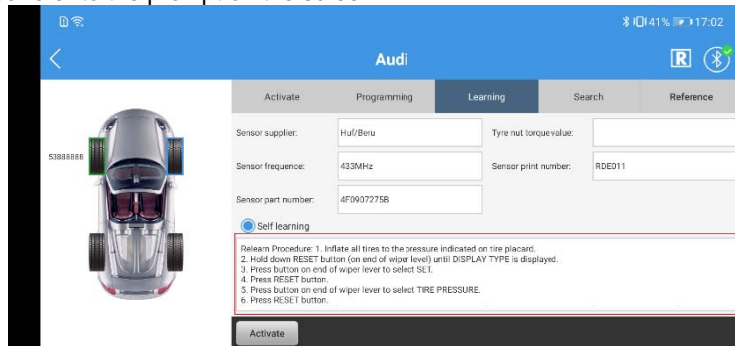 41% 17:02
Audi
R
Activate Programming Learning Search Reference
Sensor supplier: Huf/Beru Tyre nut torquevalue:
53888888
Sensor frequence: 433MHz Sensor print number: RDE011
Sensor part number: 4F0907275B
Self learning
Relearn Procedure: 1. Inflate all tires to the pressure indicated on tire placard.
2. Hold down RESET button (on end of wiper level) until DISPLAY TYPE is displayed.
3. Press button on end of wiper lever to select SET.
4. Press RESET button.
5. Press button on end of wiper lever to select TIRE PRESSURE.
6. Press RESET button.
Activate